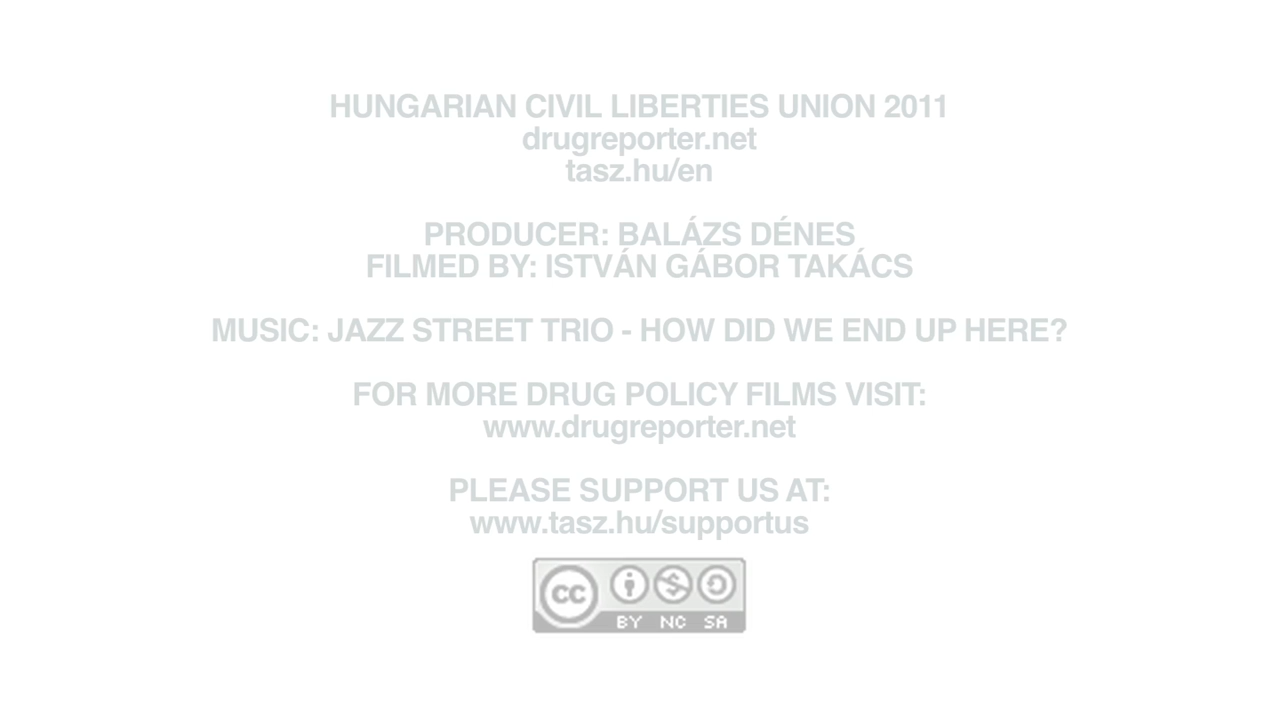 HUNGARIAN CIVIL LIBERTIES UNION 2011
drugreporter.net
tasz.hu/en
PRODUCER: BALÁZS DÉNES
FILMED BY: ISTVÁN GÁBOR TAKÁCS
MUSIC: JAZZ STREET TRIO - HOW DID WE END UP HERE?
FOR MORE DRUG POLICY FILMS VISIT:
www.drugreporter.net
PLEASE SUPPORT US AT:
www.tasz.hu/supportus
cc
BY NC SA